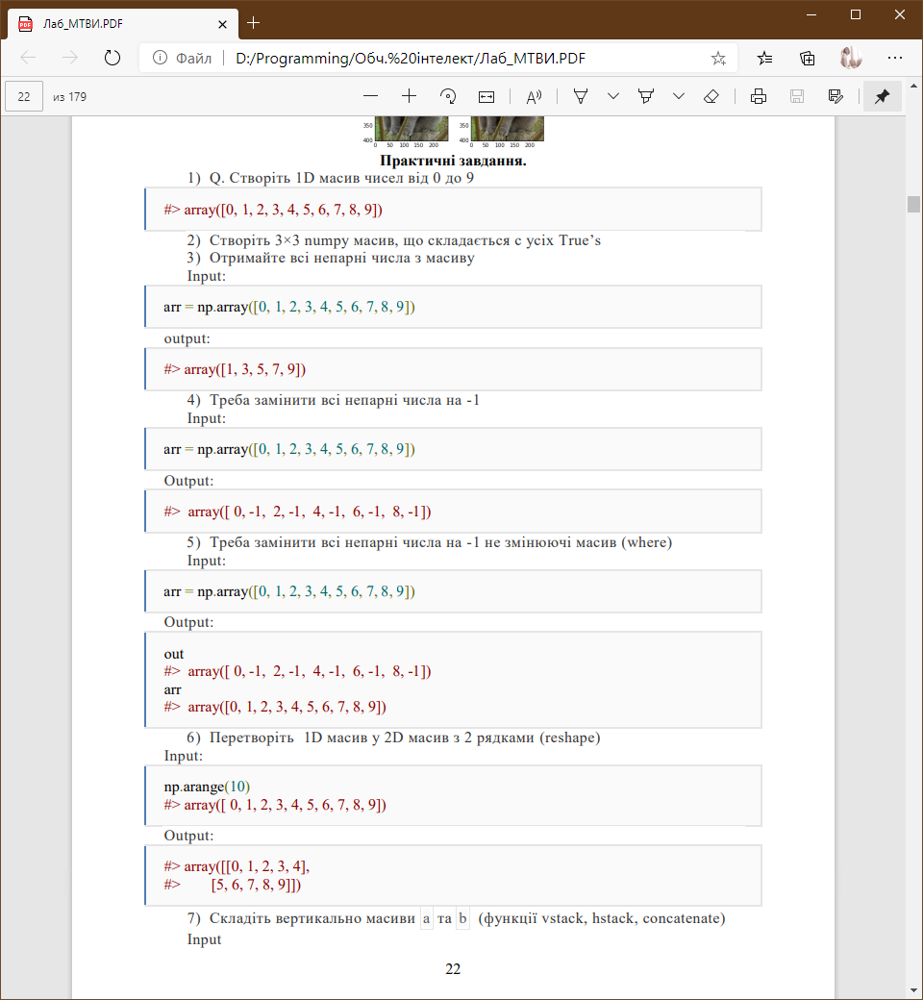 Лаб_МТВИ.PDF
Файл D:/Programming/Обч.%20інтелект/Лаб_МТВИ.PDF
22 из 179
350 350
400 400
0 50 100 150 200 0 50 100 150 200
Практичні завдання.
1) Q. Створіть 1D масив чисел від 0 до 9
#> array([0, 1, 2, 3, 4, 5, 6, 7, 8, 9])
2) Створіть 3×3 numpy масив, що складається с усіх True’s
3) Отримайте всі непарні числа з масиву
Input:
arr = np.array([0, 1, 2, 3, 4, 5, 6, 7, 8, 9])
output:
#> array([1, 3, 5, 7, 9])
4) Треба замінити всі непарні числа на -1
Input:
arr = np.array([0, 1, 2, 3, 4, 5, 6, 7, 8, 9])
Output:
#> array([ 0, -1, 2, -1, 4, -1, 6, -1, 8, -1])
5) Треба замінити всі непарні числа на -1 не змінюючі масив (where)
Input:
arr = np.array([0, 1, 2, 3, 4, 5, 6, 7, 8, 9])
Output:
out
#> array([ 0, -1, 2, -1, 4, -1, 6, -1, 8, -1])
arr
#> array([0, 1, 2, 3, 4, 5, 6, 7, 8, 9])
6) Перетворіть 1D масив у 2D масив з 2 рядками (reshape)
Input:
np.arange(10)
#> array([ 0, 1, 2, 3, 4, 5, 6, 7, 8, 9])
Output:
#> array([[0, 1, 2, 3, 4],
#> [5, 6, 7, 8, 9]])
7) Складіть вертикально масиви a та b (функції vstack, hstack, concatenate)
Input
22